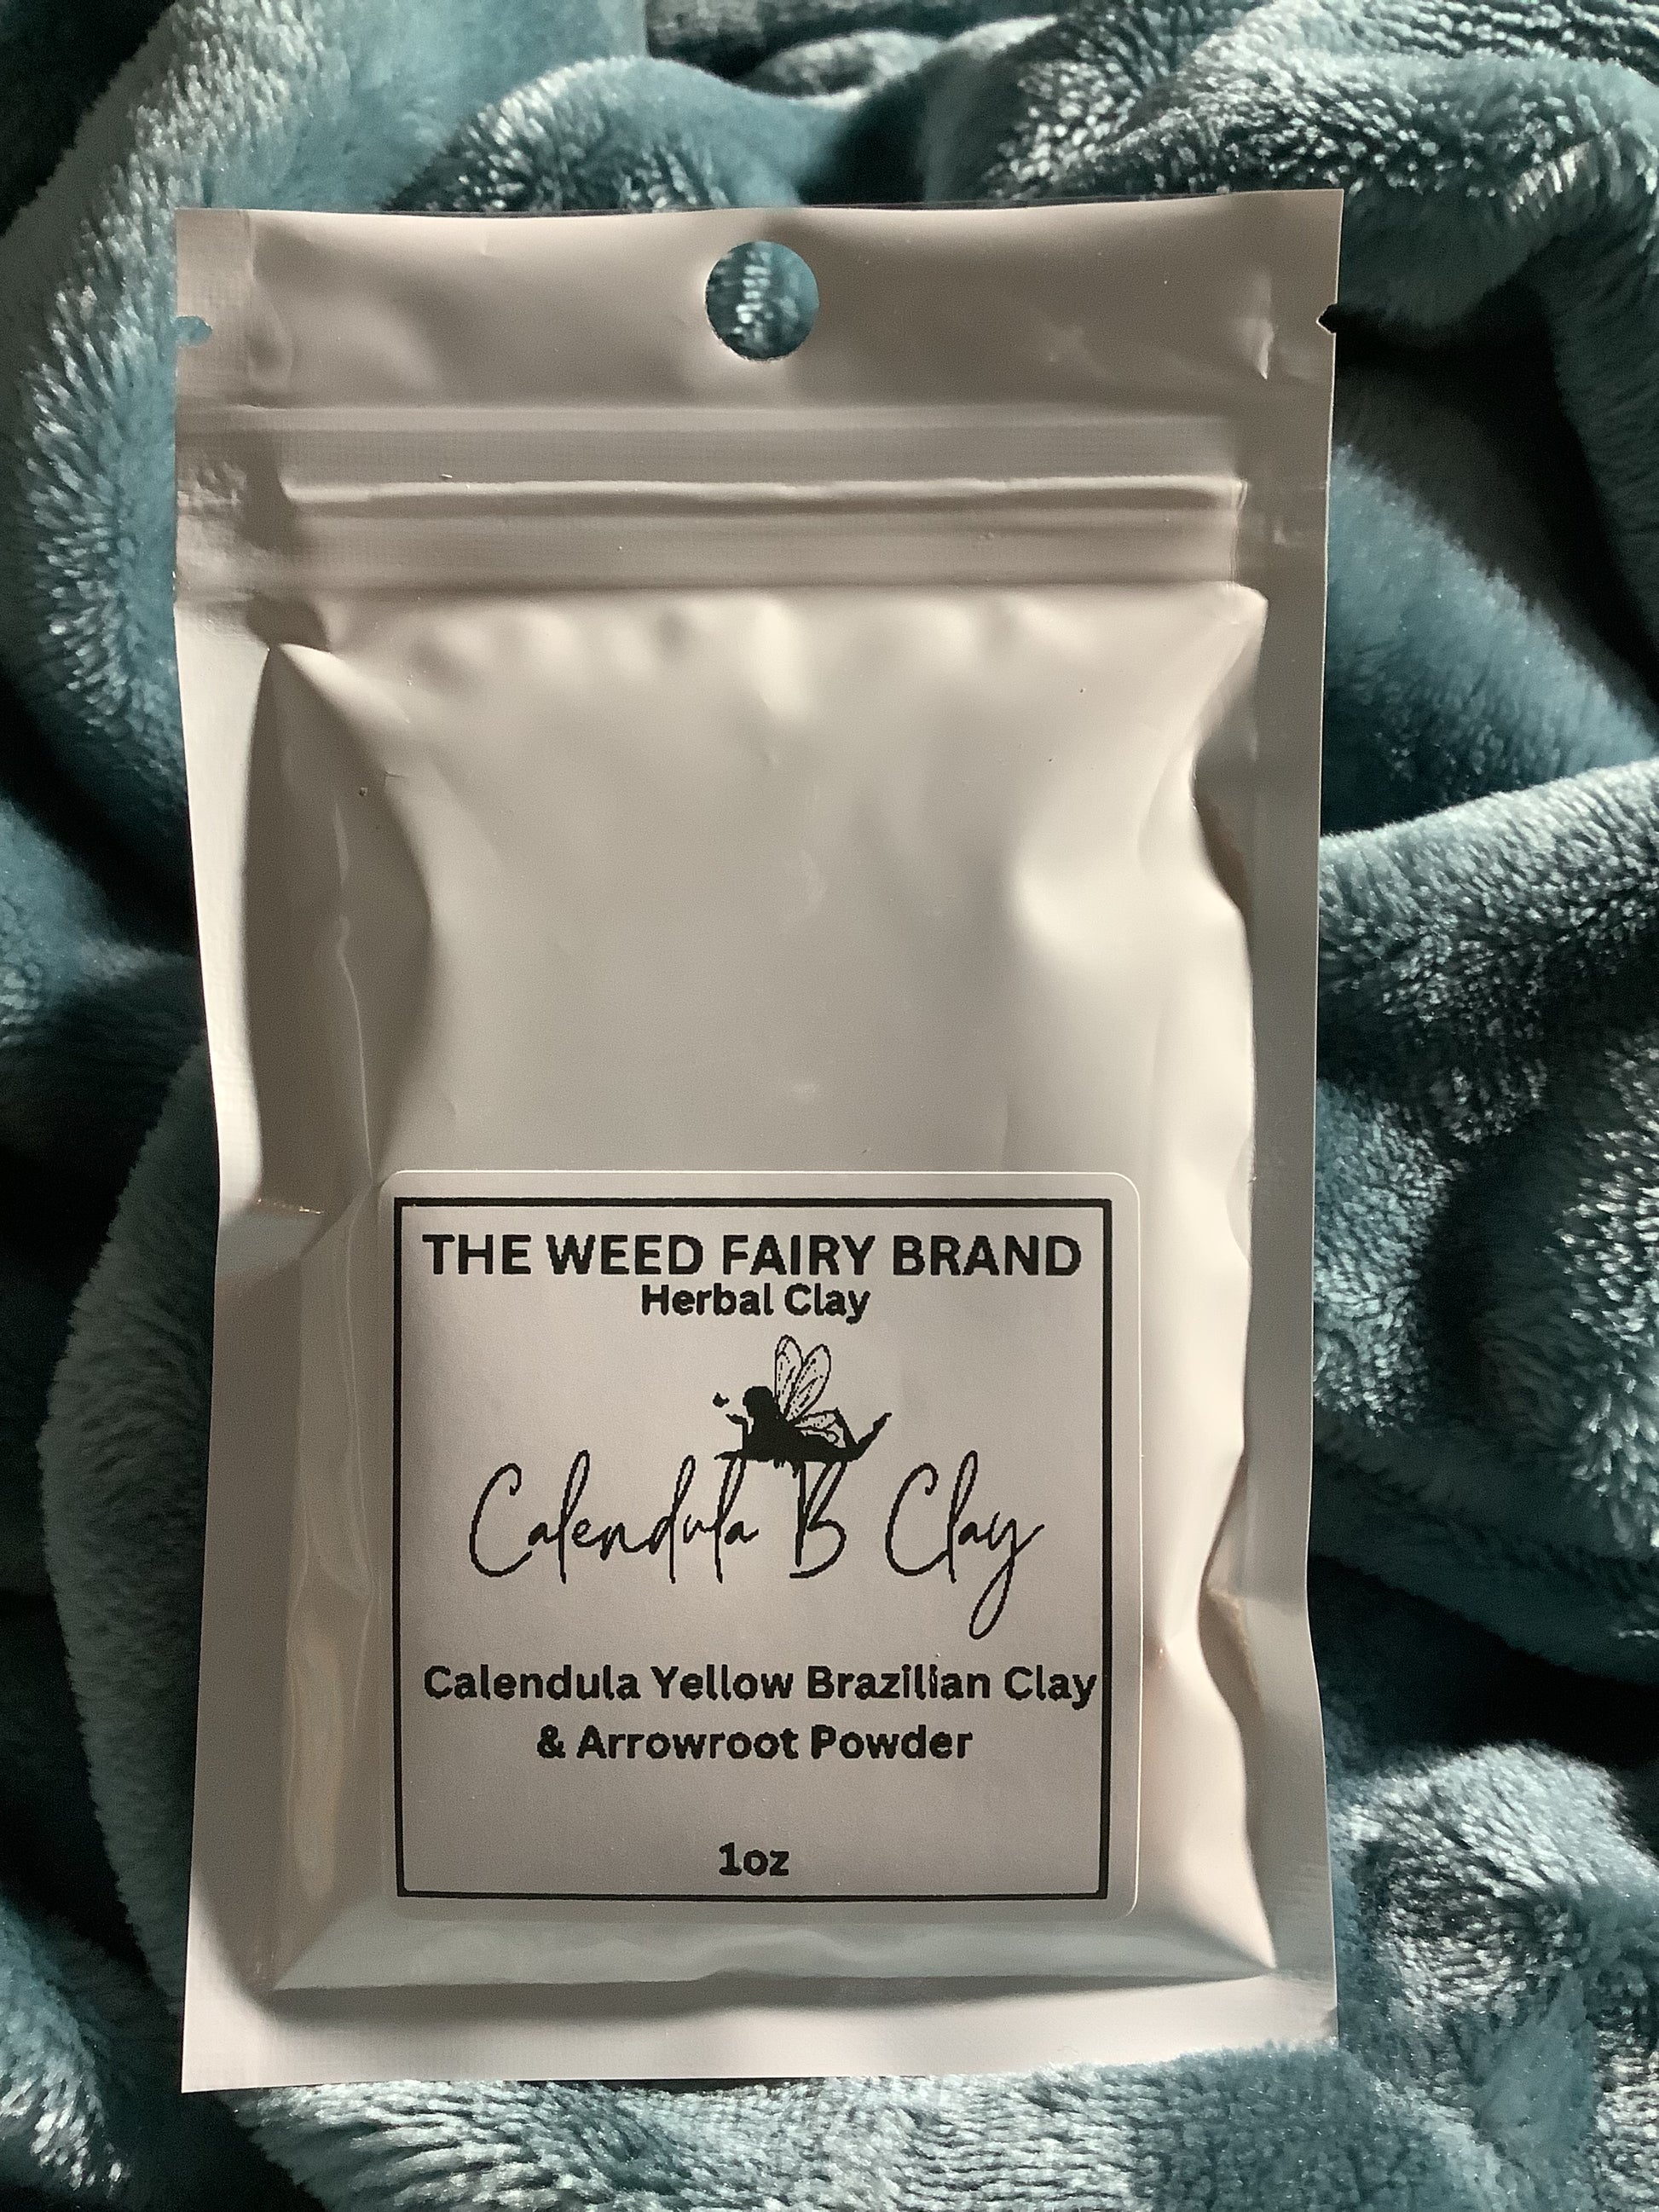 THE WEED FAIRY BRAND
Herbal Clay
Calendula B Clay
Calendula Yellow Brazilian Clay
& Arrowroot Powder
1oz